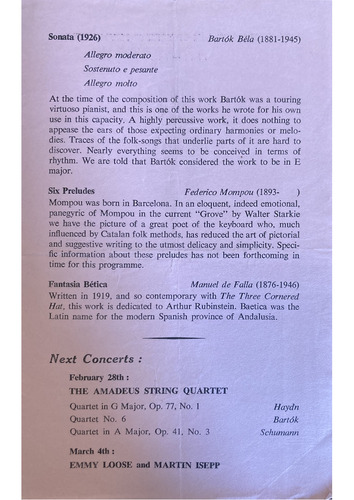 Sonata (1926) Bartók Béla (1881-1945)
Allegro moderato
Sostenuto e pesante
Allegro molto
At the time of the composition of this work Bartók was a touring
virtuoso pianist, and this is one of the works he wrote for his own
use in this capacity. A highly percussive work, it does nothing to
appease the ears of those expecting ordinary harmonies or melo-
dies. Traces of the folk-songs that underlie parts of it are hard to
discover. Nearly everything seems to be conceived in terms of
rhythm. We are told that Bartók considered the work to be in E
major.
Six Preludes Federico Mompou (1893- )
Mompou was born in Barcelona. In an eloquent, indeed emotional,
panegyric of Mompou in the current "Grove" by Walter Starkie
we have the picture of a great poet of the keyboard who, much
influenced by Catalan folk methods, has reduced the art of pictorial
and suggestive writing to the utmost delicacy and simplicity. Speci-
fic information about these preludes has not been forthcoming in
time for this programme.
Fantasia Bética Manuel de Falla (1876-1946)
Written in 1919, and so contemporary with The Three Cornered
Hat, this work is dedicated to Arthur Rubinstein. Baetica was the
Latin name for the modern Spanish province of Andalusia.
Next Concerts :
February 28th :
THE AMADEUS STRING QUARTET
Quartet in G Major, Op. 77, No. 1 Haydn
Quartet No. 6 Bartók
Quartet in A Major, Op. 41, No. 3 Schumann
March 4th :
EMMY LOOSE and MARTIN ISEPP